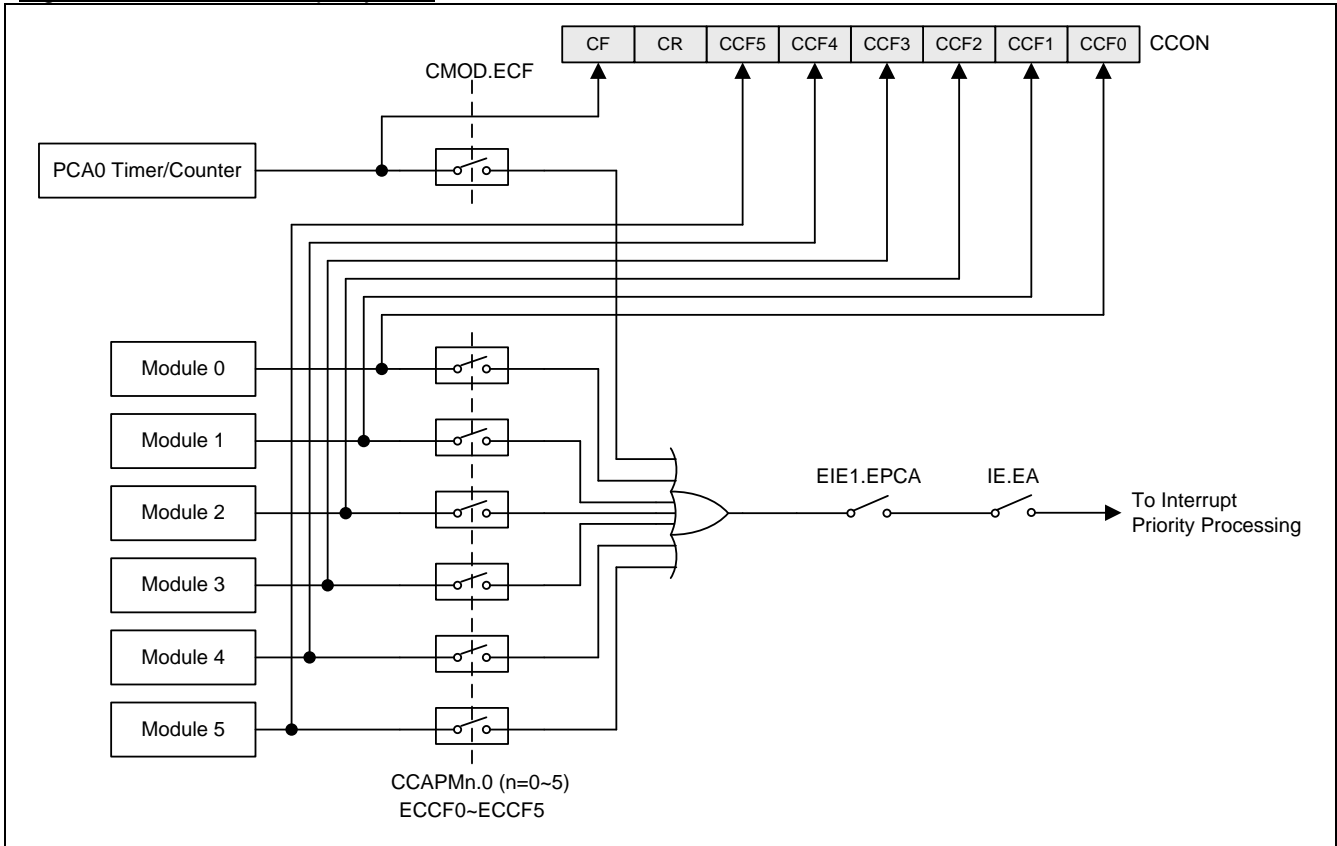 CF CR CCF5 CCF4 CCF3 CCF2 CCF1 CCF0 CCON
CMOD.ECF
PCA0 Timer/Counter
Module 0
Module 1
Module 2
Module 3
Module 4
Module 5
EIE1.EPCA IE.EA
To Interrupt
Priority Processing
CCAPMn.0 (n=0~5)
ECCF0~ECCF5